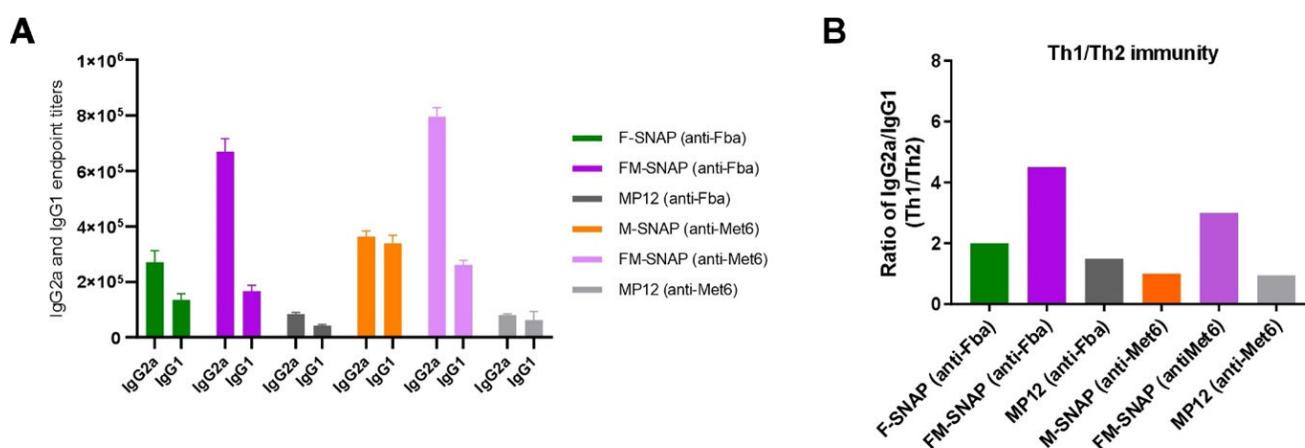 A
IgG2a and IgG1 endpoint titers
1×10⁶
8×10⁵
6×10⁵
4×10⁵
2×10⁵
0
IgG2a
IgG1
IgG2a
IgG1
IgG2a
IgG1
IgG2a
IgG1
IgG2a
IgG1
IgG2a
IgG1
F-SNAP (anti-Fba)
FM-SNAP (anti-Fba)
MP12 (anti-Fba)
M-SNAP (anti-Met6)
FM-SNAP (anti-Met6)
MP12 (anti-Met6)
B
Th1/Th2 immunity
Ratio of IgG2a/IgG1
(Th1/Th2)
8
6
4
2
0
F-SNAP (anti-Fba)
FM-SNAP (anti-Fba)
MP12 (anti-Fba)
M-SNAP (anti-Met6)
FM-SNAP (antiMet6)
MP12 (anti-Met6)